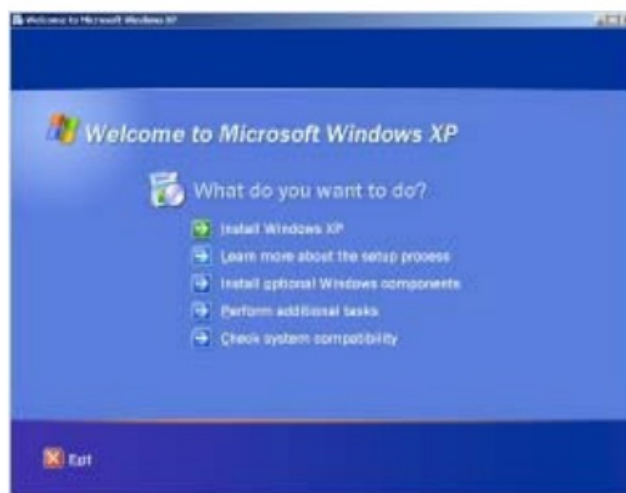 Welcome to Microsoft Windows XP
Welcome to Microsoft Windows XP
What do you want to do?
Install Windows XP
Learn more about the setup process
Install optional Windows components
Perform additional tasks
Check system compatibility
Exit